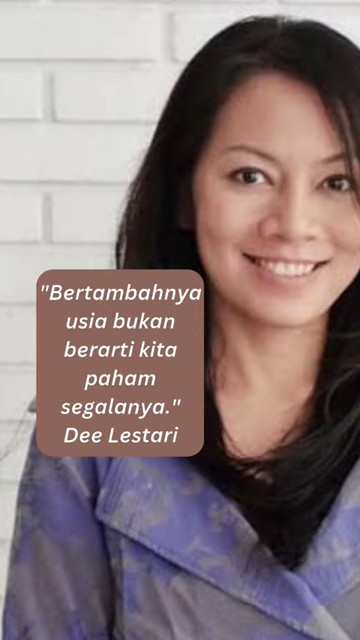 "Bertambahnya
usia bukan
berarti kita
paham
segalanya."
Dee Lestari